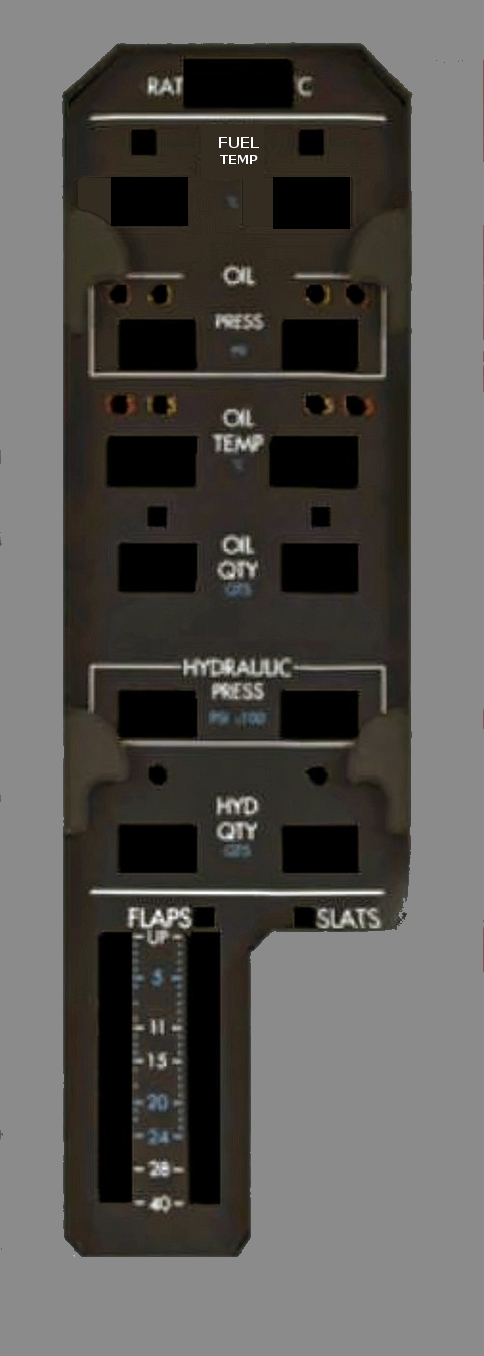 RAT C
FUEL
TEMP
°C
OIL
PRESS
PSI
OIL
TEMP
°C
OIL
QTY
QTS
HYDRAULIC
PRESS
PSI ×100
HYD
QTY
QTS
FLAPS SLATS
UP
5
11
15
20
24
28
40